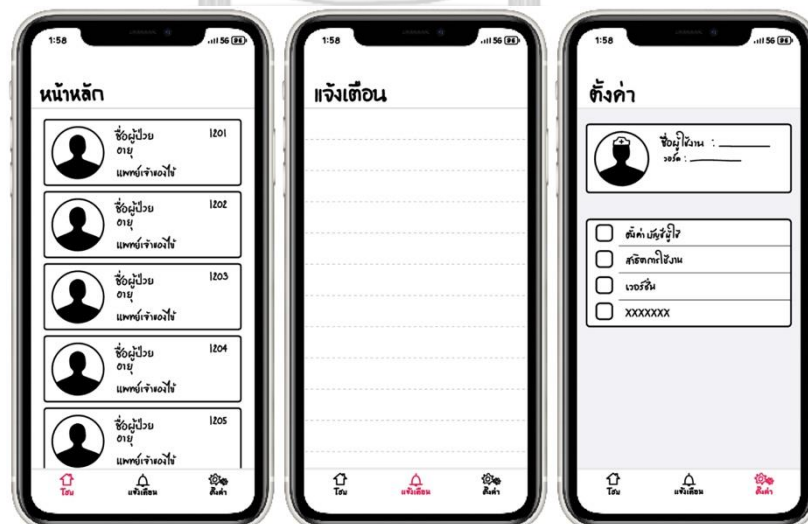 1:58
56
หน้าหลัก
ชื่อผู้ป่วย 1201
อายุ
แพทย์เจ้าของไข้
ชื่อผู้ป่วย 1202
อายุ
แพทย์เจ้าของไข้
ชื่อผู้ป่วย 1203
อายุ
แพทย์เจ้าของไข้
ชื่อผู้ป่วย 1204
อายุ
แพทย์เจ้าของไข้
ชื่อผู้ป่วย 1205
อายุ
แพทย์เจ้าของไข้
โฮม แจ้งเตือน ตั้งค่า
1:58
56
แจ้งเตือน
โฮม แจ้งเตือน ตั้งค่า
1:58
56
ตั้งค่า
ชื่อผู้ใช้งาน : ________
วอร์ด : ________
ตั้งค่าบัญชีผู้ใช้
สาธิตการใช้งาน
เวอร์ชั่น
XXXXXXX
โฮม แจ้งเตือน ตั้งค่า